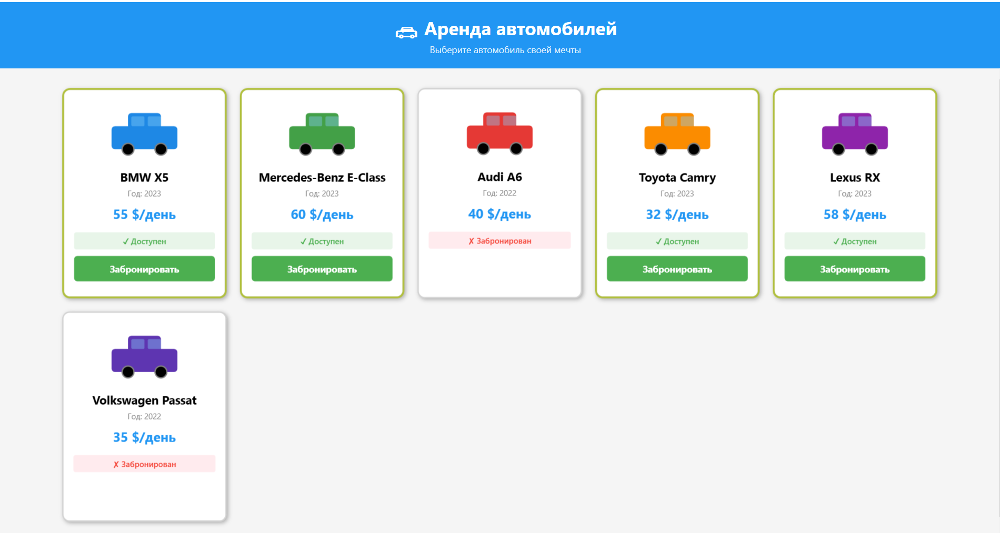 Аренда автомобилей
Выберите автомобиль своей мечты
BMW X5
Год: 2023
55 $/день
✓ Доступен
Забронировать
Mercedes-Benz E-Class
Год: 2023
60 $/день
✓ Доступен
Забронировать
Audi A6
Год: 2022
40 $/день
✗ Забронирован
Toyota Camry
Год: 2023
32 $/день
✓ Доступен
Забронировать
Lexus RX
Год: 2023
58 $/день
✓ Доступен
Забронировать
Volkswagen Passat
Год: 2022
35 $/день
✗ Забронирован